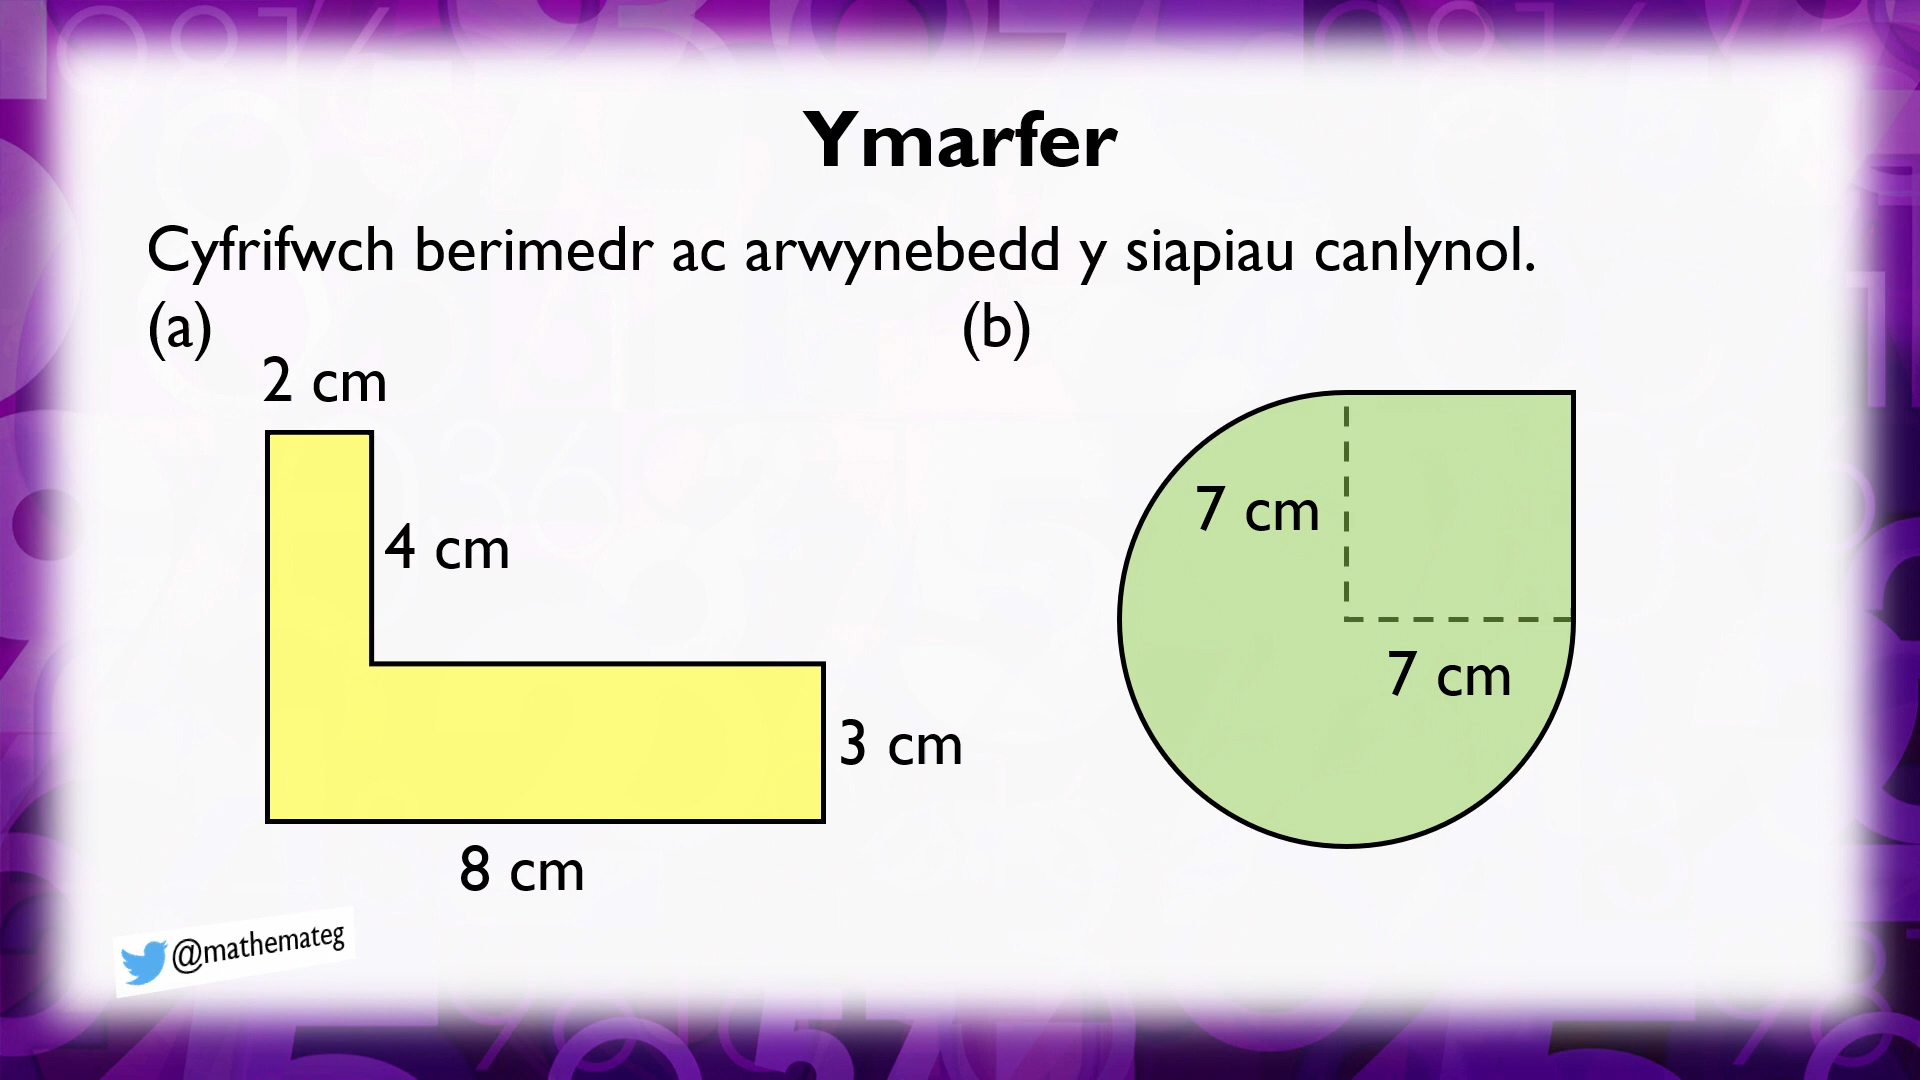 Ymarfer
Cyfrifwch berimedr ac arwynebedd y siapiau canlynol.
(a)
(b)
2 cm
4 cm
3 cm
8 cm
7 cm
7 cm
@mathemateg